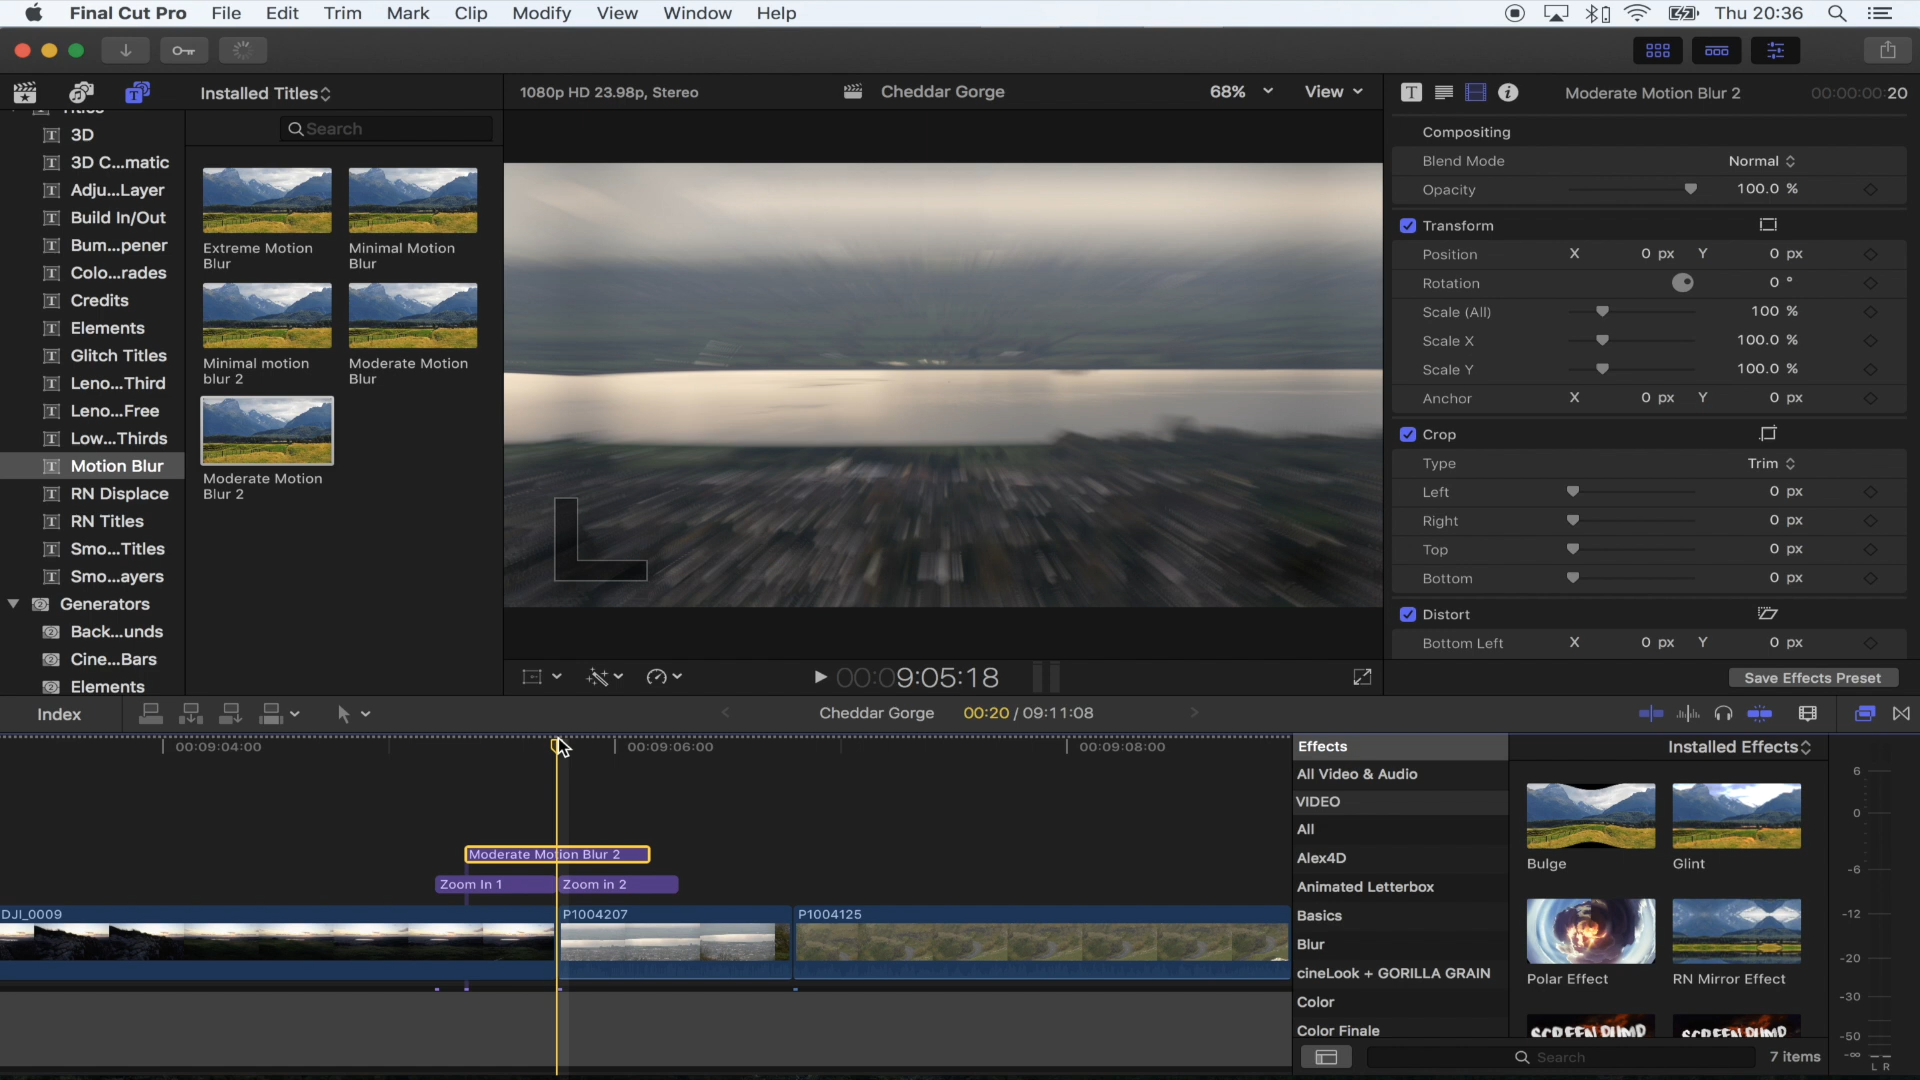 Final Cut Pro File Edit Trim Mark Clip Modify View Window Help
Thu 20:36
Installed Titles
1080p HD 23.98p, Stereo
Cheddar Gorge
68%
View
Moderate Motion Blur 2
00:00:00:20
Search
Titles
3D
3D C...matic
Adju...Layer
Build In/Out
Bum...pener
Colo...rades
Credits
Elements
Glitch Titles
Leno...Third
Leno...Free
Low...Thirds
Motion Blur
RN Displace
RN Titles
Smo...Titles
Smo...ayers
Generators
Back...unds
Cine...Bars
Elements
Extreme Motion
Blur
Minimal Motion
Blur
Minimal motion
blur 2
Moderate Motion
Blur
Moderate Motion
Blur 2
Compositing
Blend Mode Normal
Opacity 100.0 %
Transform
Position X 0 px Y 0 px
Rotation 0 °
Scale (All) 100 %
Scale X 100.0 %
Scale Y 100.0 %
Anchor X 0 px Y 0 px
Crop
Type Trim
Left 0 px
Right 0 px
Top 0 px
Bottom 0 px
Distort
Bottom Left X 0 px Y 0 px
Save Effects Preset
00:09:05:18
Index
Cheddar Gorge
00:20 / 09:11:08
00:09:04:00
00:09:06:00
00:09:08:00
Moderate Motion Blur 2
Zoom In 1
Zoom in 2
DJI_0009
P1004207
P1004125
Effects
All Video & Audio
VIDEO
All
Alex4D
Animated Letterbox
Basics
Blur
cineLook + GORILLA GRAIN
Color
Color Finale
Installed Effects
Bulge
Glint
Polar Effect
RN Mirror Effect
SCREEN PUMP
SCREEN PUMP
Search
7 items
6
0
-6
-12
-20
-30
-50
-∞
L R